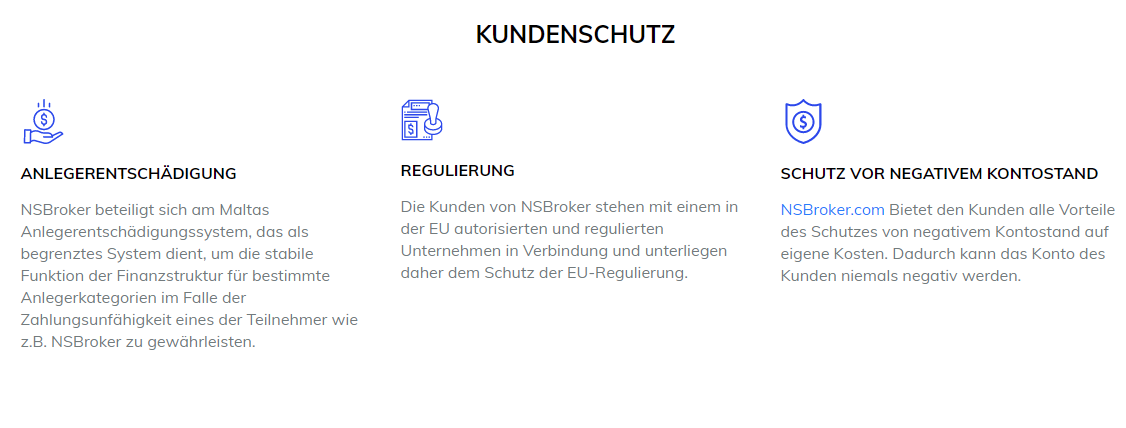 KUNDENSCHUTZ
ANLEGERENTSCHÄDIGUNG
NSBroker beteiligt sich am Maltas
Anlegerentschädigungssystem, das als
begrenztes System dient, um die stabile
Funktion der Finanzstruktur für bestimmte
Anlegerkategorien im Falle der
Zahlungsunfähigkeit eines der Teilnehmer wie
z.B. NSBroker zu gewährleisten.
REGULIERUNG
Die Kunden von NSBroker stehen mit einem in
der EU autorisierten und regulierten
Unternehmen in Verbindung und unterliegen
daher dem Schutz der EU-Regulierung.
SCHUTZ VOR NEGATIVEM KONTOSTAND
NSBroker.com Bietet den Kunden alle Vorteile
des Schutzes von negativem Kontostand auf
eigene Kosten. Dadurch kann das Konto des
Kunden niemals negativ werden.